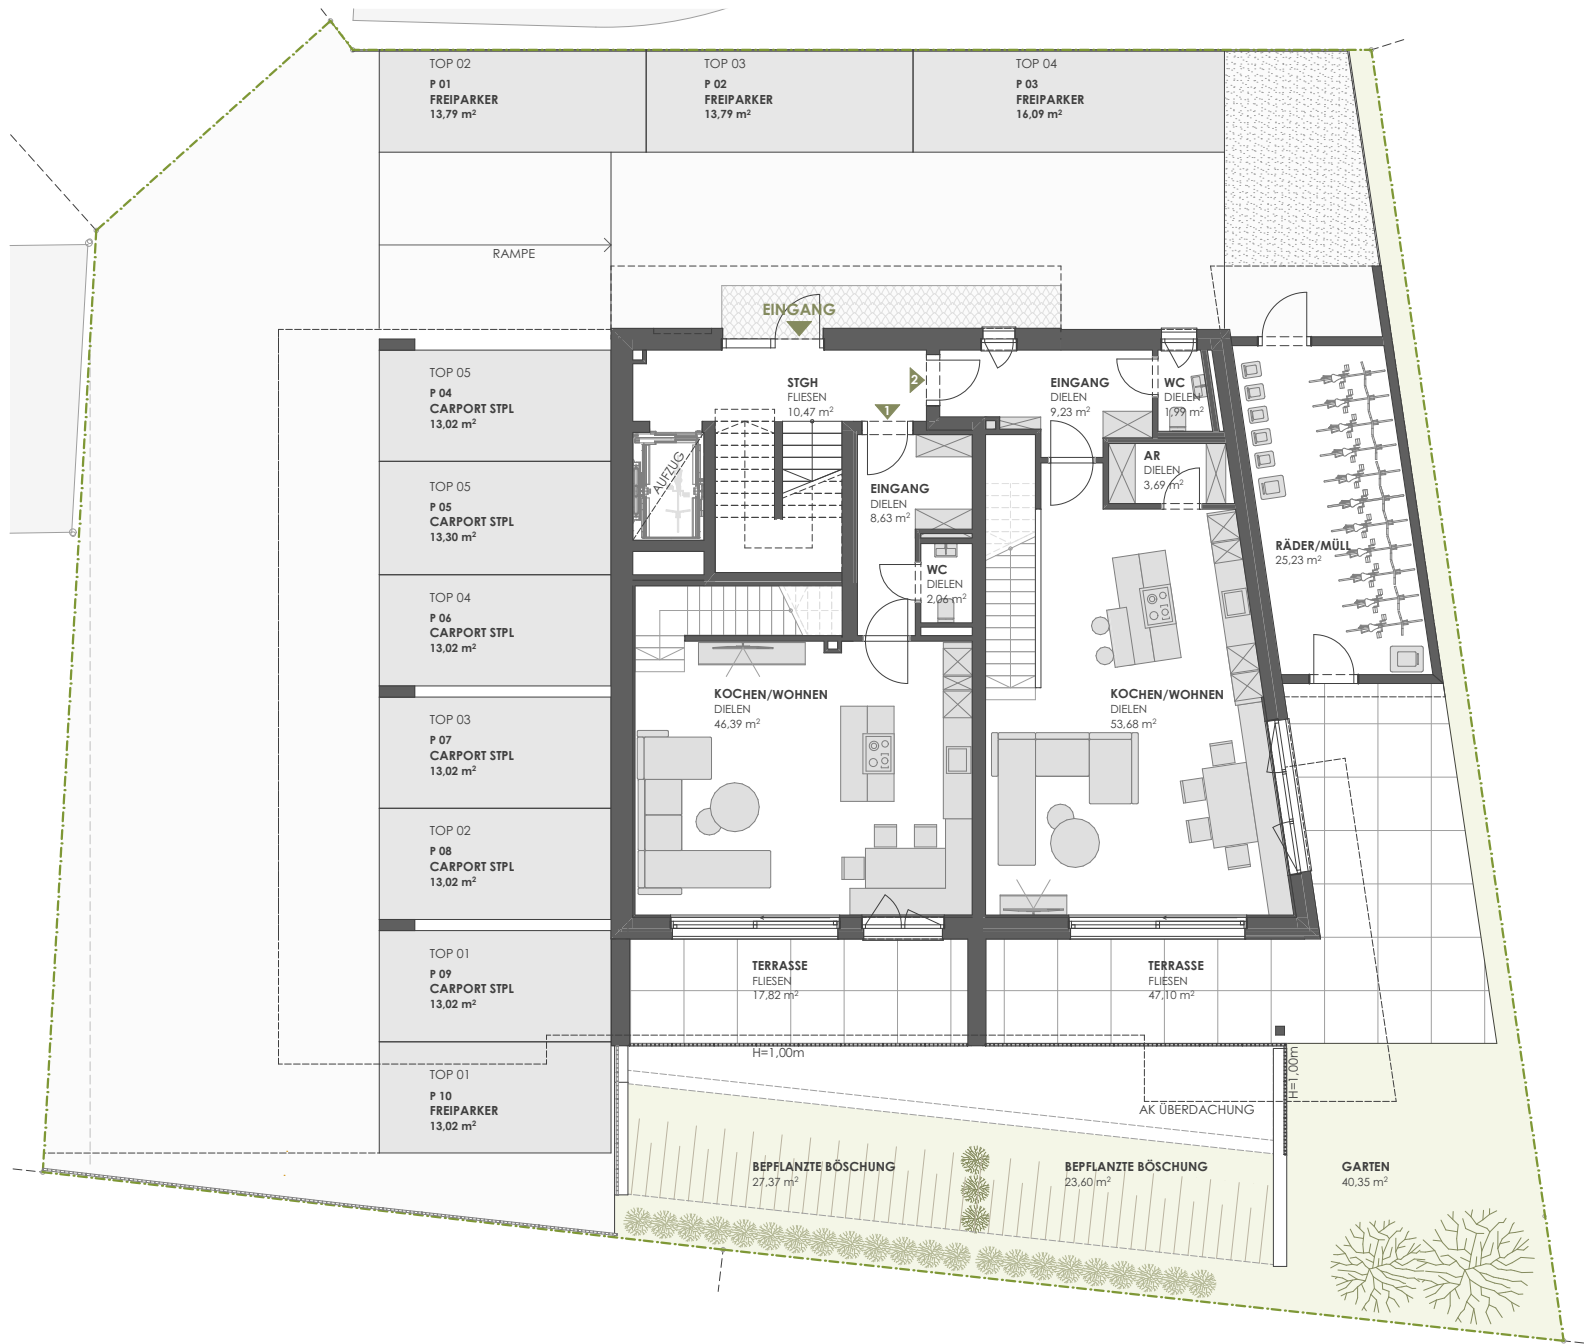 TOP 02
P 01
FREIPARKER
13,79 m²
TOP 03
P 02
FREIPARKER
13,79 m²
TOP 04
P 03
FREIPARKER
16,09 m²
RAMPE
EINGANG
TOP 05
P 04
CARPORT STPL
13,02 m²
TOP 05
P 05
CARPORT STPL
13,30 m²
TOP 04
P 06
CARPORT STPL
13,02 m²
TOP 03
P 07
CARPORT STPL
13,02 m²
TOP 02
P 08
CARPORT STPL
13,02 m²
TOP 01
P 09
CARPORT STPL
13,02 m²
TOP 01
P 10
FREIPARKER
13,02 m²
STGH
FLIESEN
10,47 m²
2
1
AUFZUG
EINGANG
DIELEN
8,63 m²
WC
DIELEN
2,06 m²
EINGANG
DIELEN
9,23 m²
WC
DIELEN
1,99 m²
AR
DIELEN
3,69 m²
RÄDER/MÜLL
25,23 m²
KOCHEN/WOHNEN
DIELEN
46,39 m²
KOCHEN/WOHNEN
DIELEN
53,68 m²
TERRASSE
FLIESEN
17,82 m²
TERRASSE
FLIESEN
47,10 m²
H=1,00m
H=1,00m
AK ÜBERDACHUNG
BEPFLANZTE BÖSCHUNG
27,37 m²
BEPFLANZTE BÖSCHUNG
23,60 m²
GARTEN
40,35 m²